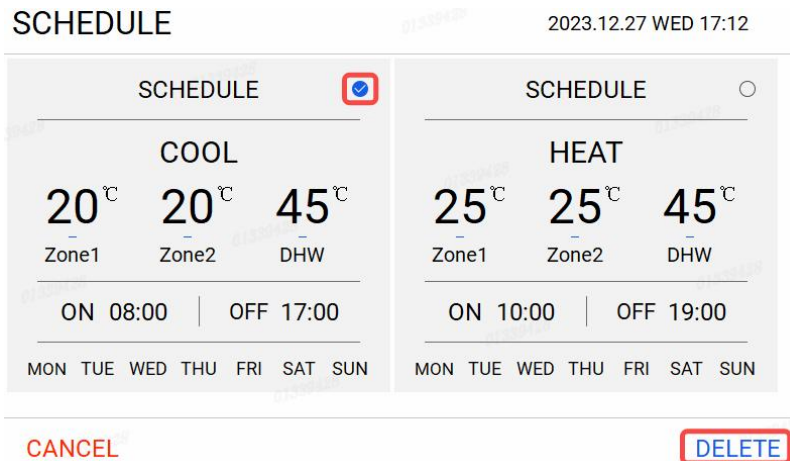 SCHEDULE 2023.12.27 WED 17:12
SCHEDULE
COOL
20℃ 20℃ 45℃
Zone1 Zone2 DHW
ON 08:00 | OFF 17:00
MON TUE WED THU FRI SAT SUN
SCHEDULE
HEAT
25℃ 25℃ 45℃
Zone1 Zone2 DHW
ON 10:00 | OFF 19:00
MON TUE WED THU FRI SAT SUN
CANCEL DELETE